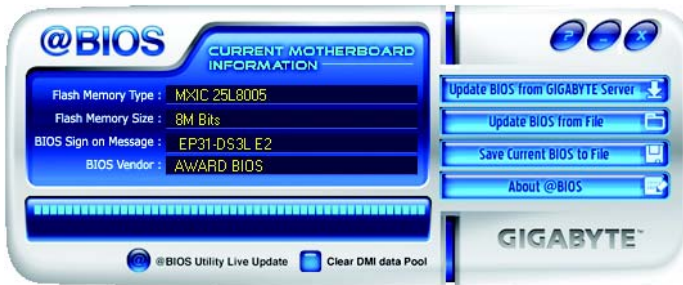 @BIOS
CURRENT MOTHERBOARD
INFORMATION
Flash Memory Type : MXIC 25L8005
Flash Memory Size : 8M Bits
BIOS Sign on Message : EP31-DS3L E2
BIOS Vendor : AWARD BIOS
@BIOS Utility Live Update
Clear DMI data Pool
? - X
Update BIOS from GIGABYTE Server
Update BIOS from File
Save Current BIOS to File
About @BIOS
GIGABYTE™